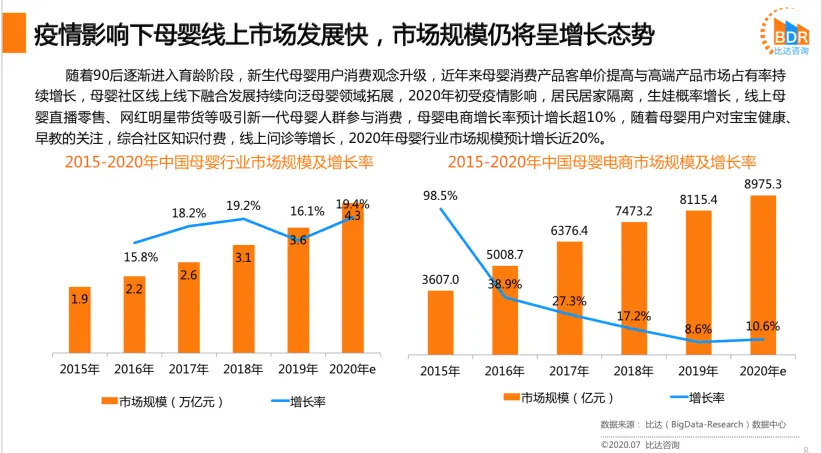 疫情影响下母婴线上市场发展快，市场规模仍将呈增长态势
BDR
比达咨询
随着90后逐渐进入育龄阶段，新生代母婴用户消费观念升级，近年来母婴消费产品客单价提高与高端产品市场占有率持
续增长，母婴社区线上线下融合发展持续向泛母婴领域拓展，2020年初受疫情影响，居民居家隔离，生娃概率增长，线上母
婴直播零售、网红明星带货等吸引新一代母婴人群参与消费，母婴电商增长率预计增长超10%，随着母婴用户对宝宝健康、
早教的关注，综合社区知识付费，线上问诊等增长，2020年母婴行业市场规模预计增长近20%。
2015-2020年中国母婴行业市场规模及增长率
15.8%
18.2%
19.2%
16.1%
19.4%
1.9
2.2
2.6
3.1
3.6
4.3
2015年 2016年 2017年 2018年 2019年 2020年e
市场规模（万亿元） 增长率
2015-2020年中国母婴电商市场规模及增长率
98.5%
38.9%
27.3%
17.2%
8.6%
10.6%
3607.0
5008.7
6376.4
7473.2
8115.4
8975.3
2015年 2016年 2017年 2018年 2019年 2020年e
市场规模（亿元） 增长率
数据来源： 比达（BigData-Research）数据中心
©2020.07 比达咨询
8